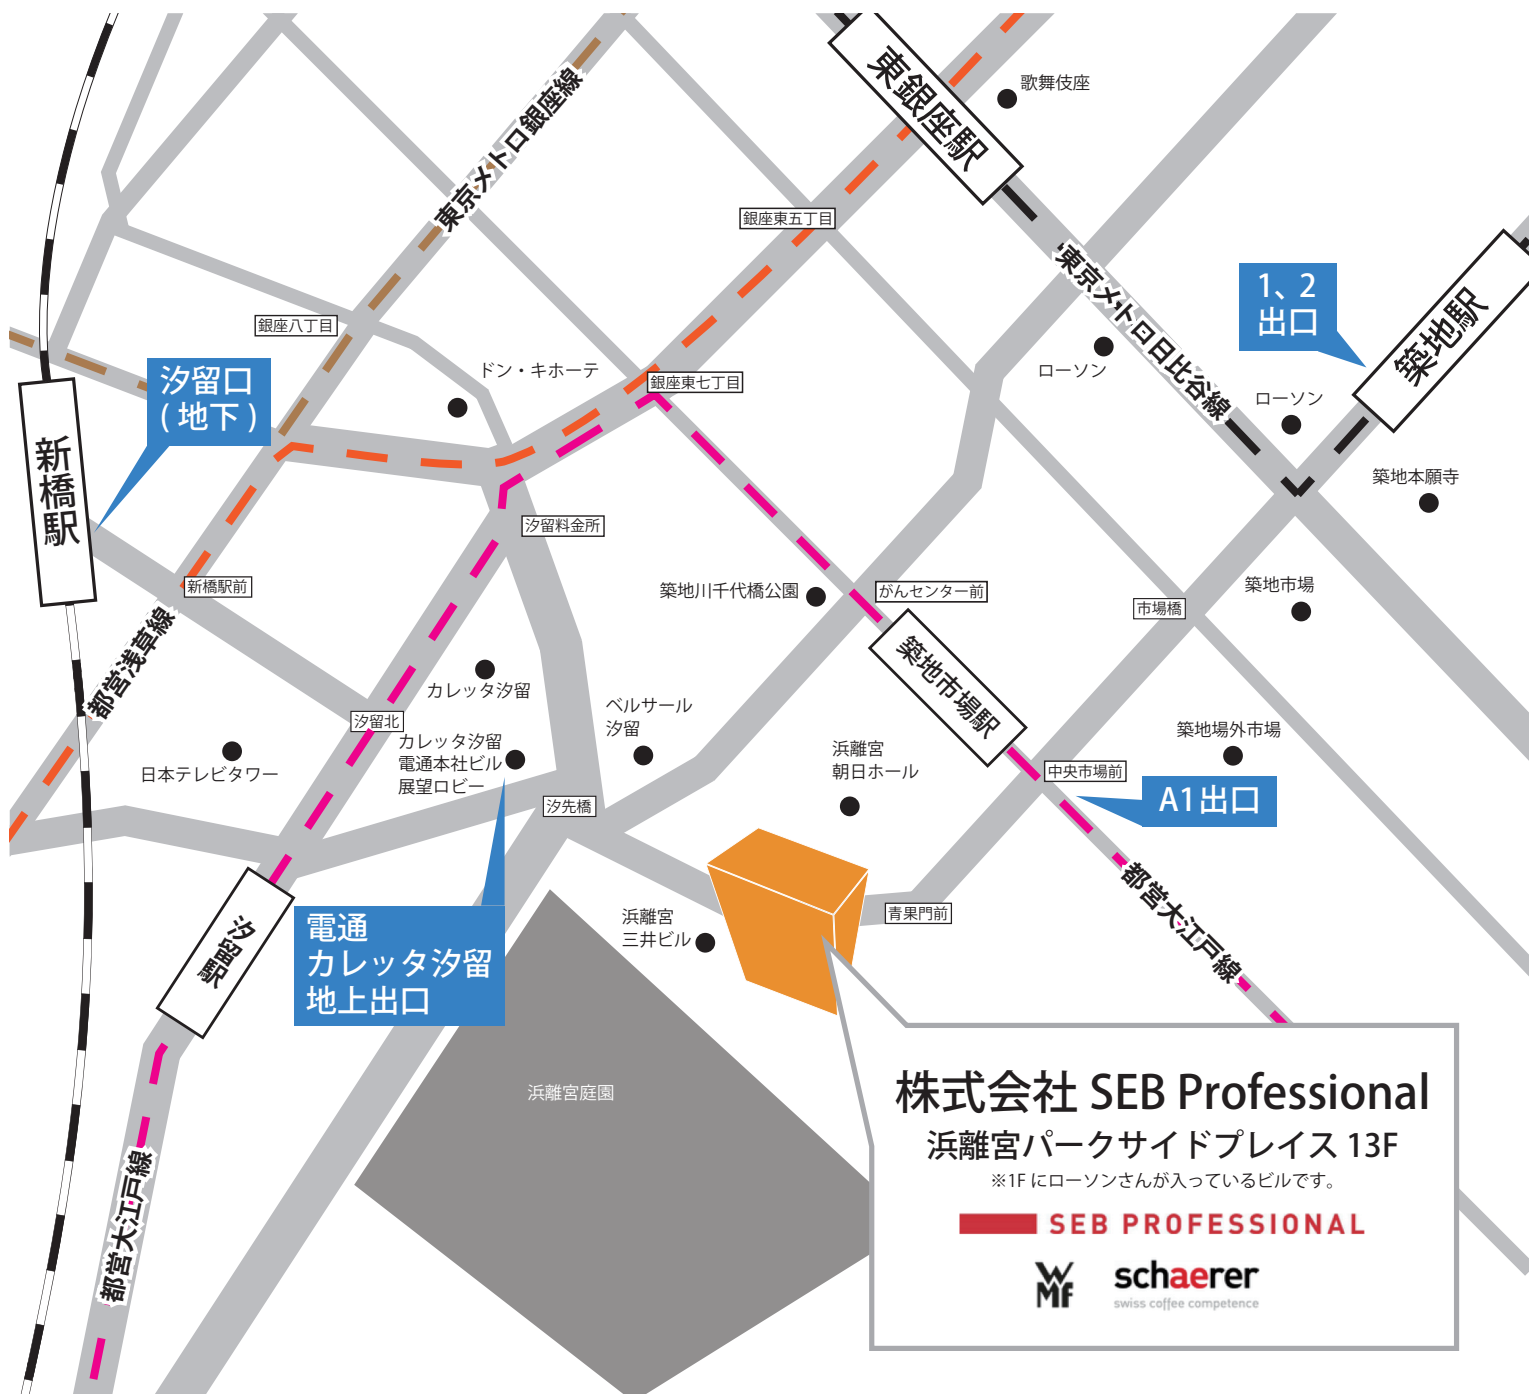 東銀座駅
歌舞伎座
東京メトロ銀座線
銀座東五丁目
1、2
出口
築地駅
東京メトロ日比谷線
銀座八丁目
ローソン
汐留口
(地下)
ドン・キホーテ
銀座東七丁目
ローソン
新橋駅
築地本願寺
汐留料金所
新橋駅前
築地川千代橋公園
がんセンター前
市場橋
築地市場
都営浅草線
築地市場駅
カレッタ汐留
汐留北
ベルサール
汐留
カレッタ汐留
電通本社ビル
展望ロビー
日本テレビタワー
浜離宮
朝日ホール
築地場外市場
中央市場前
A1出口
汐先橋
都営大江戸線
汐留駅
電通
カレッタ汐留
地上出口
浜離宮
三井ビル
青果門前
浜離宮庭園
都営大江戸線
株式会社 SEB Professional
浜離宮パークサイドプレイス 13F
※1F にローソンさんが入っているビルです。
SEB PROFESSIONAL
WMF
schaerer
swiss coffee competence